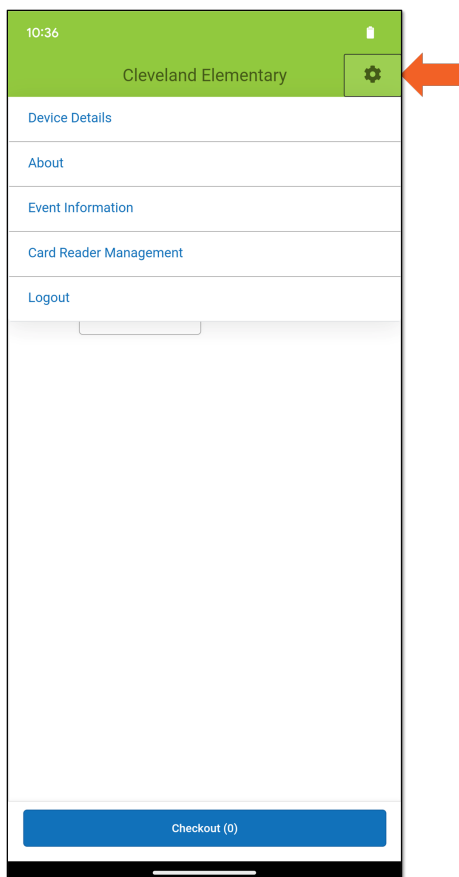 10:36
Cleveland Elementary
Device Details
About
Event Information
Card Reader Management
Logout
Checkout (0)